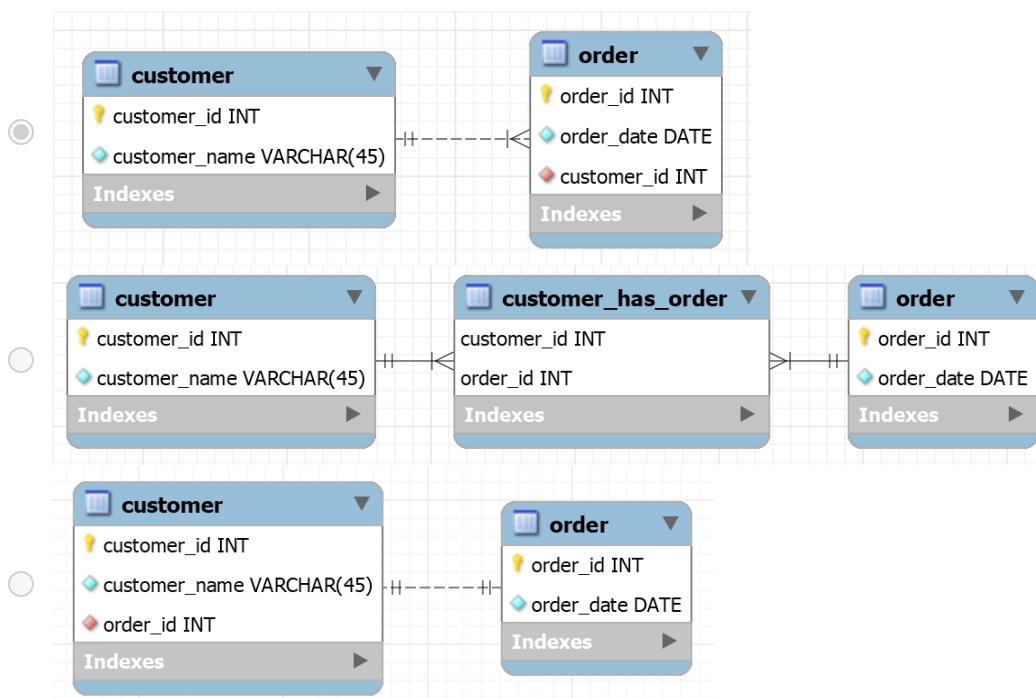 customer
customer_id INT
customer_name VARCHAR(45)
Indexes
order
order_id INT
order_date DATE
customer_id INT
Indexes
customer
customer_id INT
customer_name VARCHAR(45)
Indexes
customer_has_order
customer_id INT
order_id INT
Indexes
order
order_id INT
order_date DATE
Indexes
customer
customer_id INT
customer_name VARCHAR(45)
order_id INT
Indexes
order
order_id INT
order_date DATE
Indexes